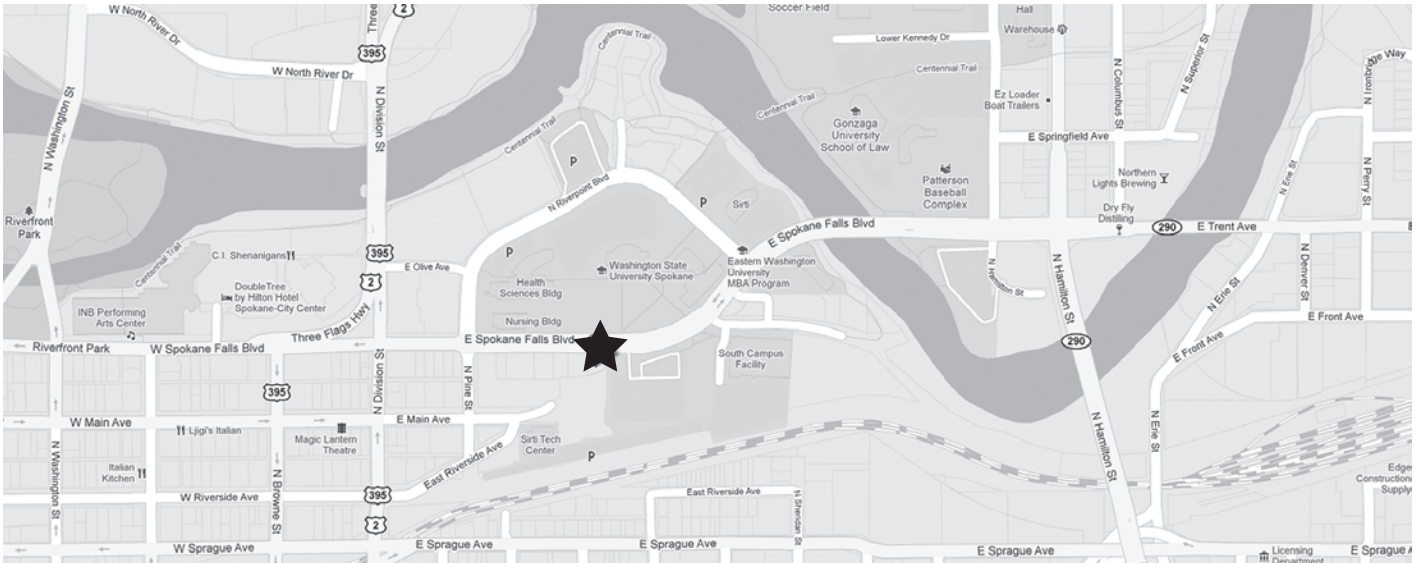 W North River Dr
W North River Dr
Three
2
395
N Division St
N Washington St
Centennial Trail
Soccer Field
Hall
Warehouse
Lower Kennedy Dr
Centennial Trail
Ez Loader
Boat Trailers
N Columbus St
N Superior St
E Springfield Ave
Centennial Trail
Gonzaga
University
School of Law
Patterson
Baseball
Complex
Northern
Lights Brewing
Dry Fly
Distilling
N Erie St
N Perry St
Riverfront
Park
Centennial Trail
Centennial Trail
P
N Riverpoint Blvd
P
Sirti
P
E Spokane Falls Blvd
290
E Trent Ave
C.I. Shenanigans
DoubleTree
by Hilton Hotel
Spokane-City Center
INB Performing
Arts Center
395
2
E Olive Ave
Three Flags Hwy
Health
Sciences Bldg
Nursing Bldg
Washington State
University Spokane
Eastern Washington
University
MBA Program
N Hamilton St
N Hamilton St
290
N Denver St
N Erie St
E Front Ave
E Front Ave
Riverfront Park
W Spokane Falls Blvd
E Spokane Falls Blvd
South Campus
Facility
395
N Division St
N Pine St
W Main Ave
Ljigi's Italian
Magic Lantern
Theatre
E Main Ave
East Riverside Ave
Sirti Tech
Center
P
N Washington St
Italian
Kitchen
N Browne St
W Riverside Ave
395
2
East Riverside Ave
N Sheridan St
N Hamilton St
N Erie St
Edge
Construction
Supply
W Sprague Ave
E Sprague Ave
E Sprague Ave
E Sprague Ave
Licensing
Department
E Sprague A